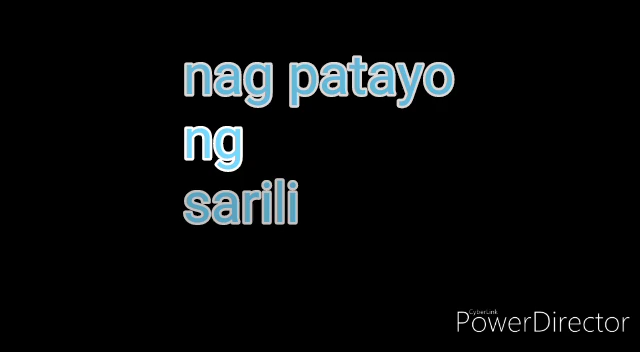 nag patayo
ng
sarili
CyberLink
PowerDirector